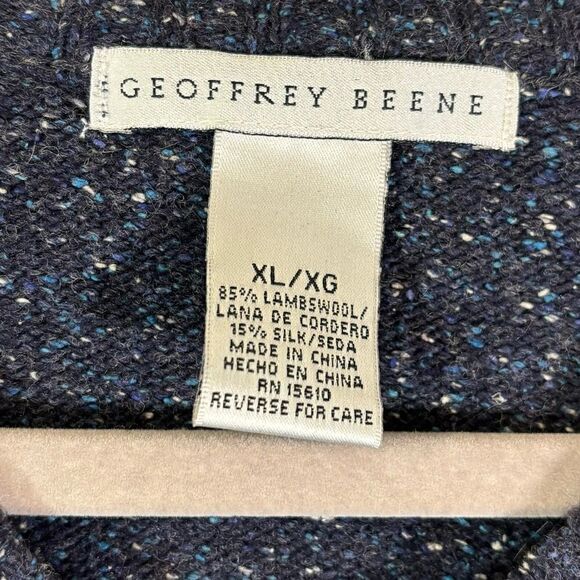 GEOFFREY BEENE
XL/XG
85% LAMBSWOOL/
LANA DE CORDERO
15% SILK/SEDA
MADE IN CHINA
HECHO EN CHINA
RN 15610
REVERSE FOR CARE